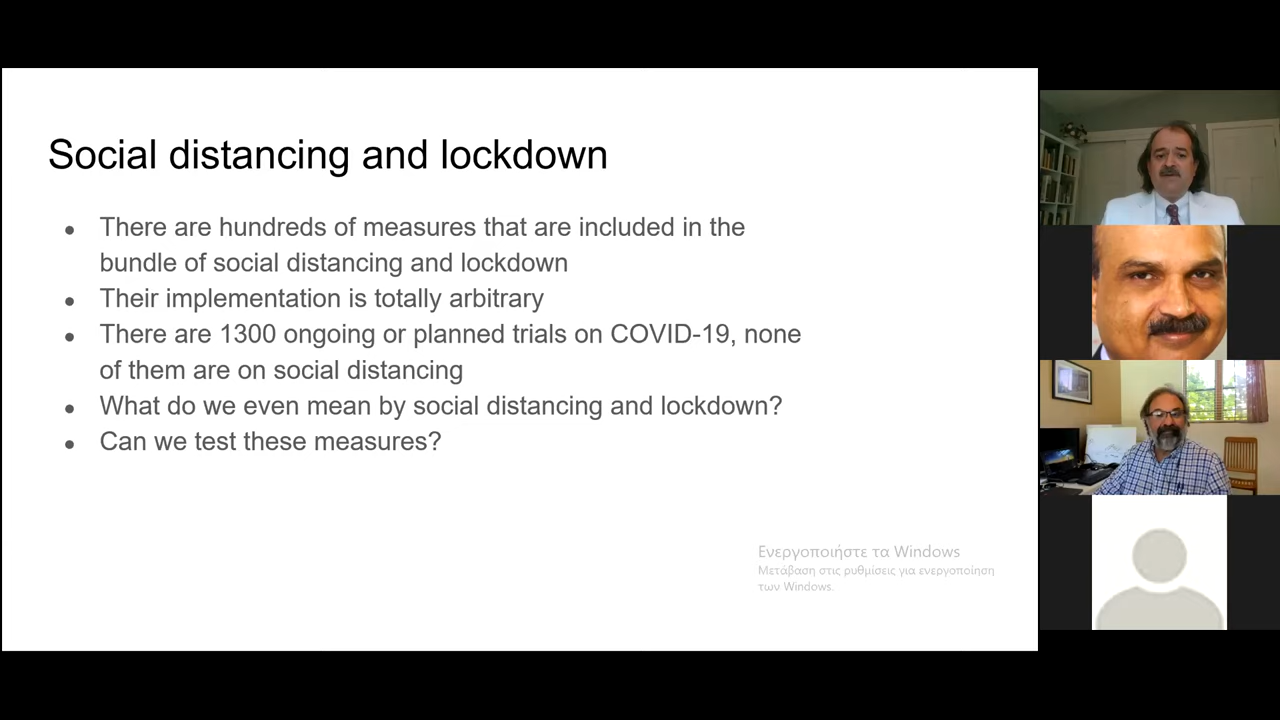 Social distancing and lockdown
● There are hundreds of measures that are included in the
bundle of social distancing and lockdown
● Their implementation is totally arbitrary
● There are 1300 ongoing or planned trials on COVID-19, none
of them are on social distancing
● What do we even mean by social distancing and lockdown?
● Can we test these measures?
Ενεργοποιήστε τα Windows
Μετάβαση στις ρυθμίσεις για ενεργοποίηση
των Windows.